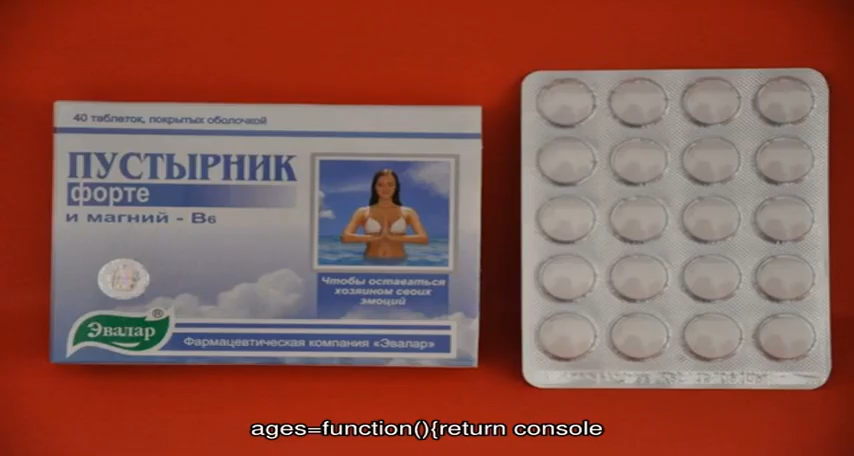 40 таблеток, покрытых оболочкой
ПУСТЫРНИК
форте
и магний - В6
Чтобы оставаться
хозяином своих
эмоций
Эвалар®
Фармацевтическая компания «Эвалар»
ages=function(){return console